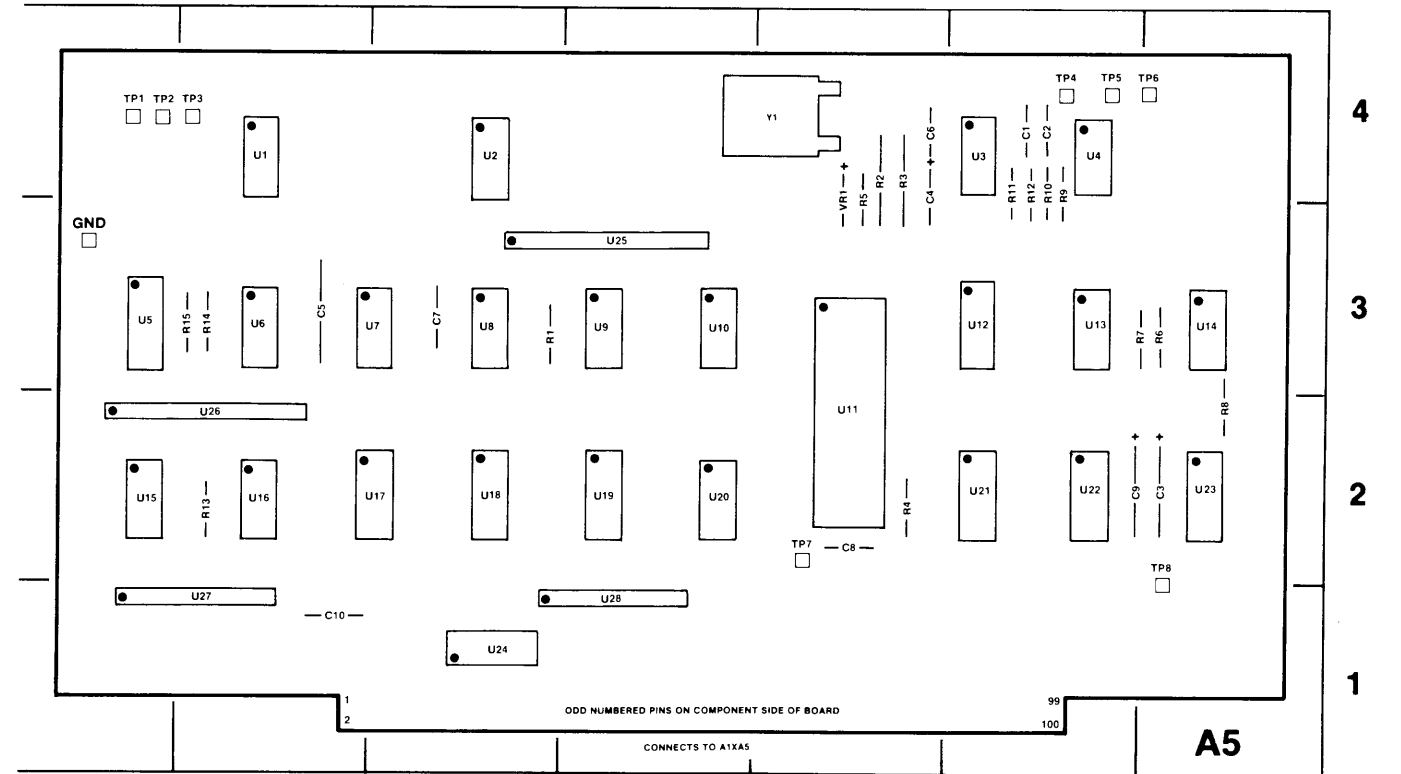 TP1 TP2 TP3
TP4 TP5 TP6
4
Y1
U1
U2
U3
U4
C6
C1
C2
+
+
VR1
R5
R2
R3
C4
R11
R12
R10
R9
GND
U25
3
U5
R15
R14
U6
C5
U7
C7
U8
R1
U9
U10
U12
U13
R7
R6
U14
U26
U11
R8
+
+
2
U15
R13
U16
U17
U18
U19
U20
R4
U21
U22
C9
C3
U23
TP7
C8
TP8
U27
U28
C10
U24
1
1
2
ODD NUMBERED PINS ON COMPONENT SIDE OF BOARD
99
100
CONNECTS TO A1XA5
A5